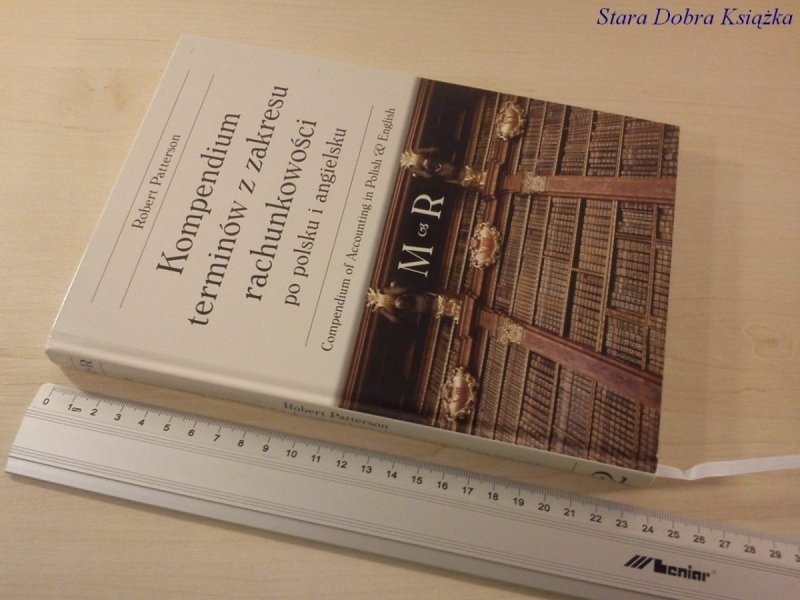 Stara Dobra Książka
Robert Patterson
Kompendium
terminów z zakresu
rachunkowości
po polsku i angielsku
Compendium of Accounting in Polish & English
M R
Robert Patterson
0 1cm 2 3 4 5 6 7 8 9 10 11 12 13 14 15 16 17 18 19 20 21 22 23 24 25 26 27 28 29
leniar